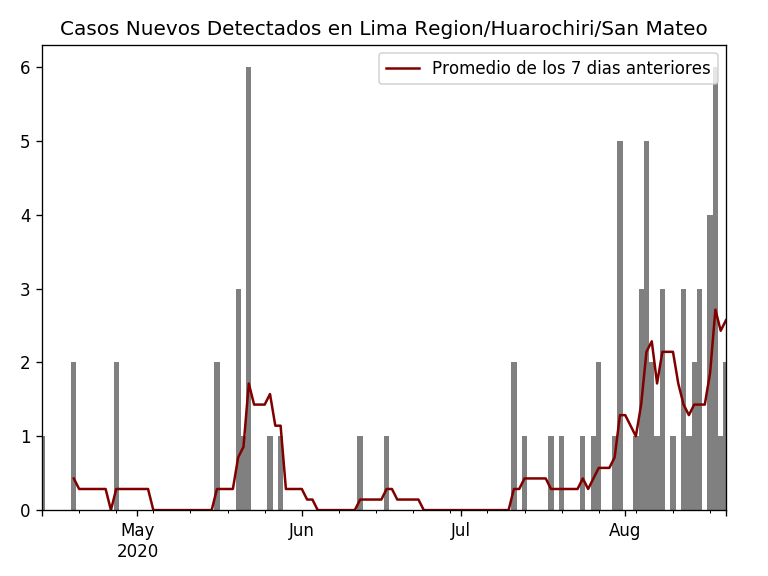 Casos Nuevos Detectados en Lima Region/Huarochiri/San Mateo
Promedio de los 7 dias anteriores
6
5
4
3
2
1
0
May Jun Jul Aug
2020